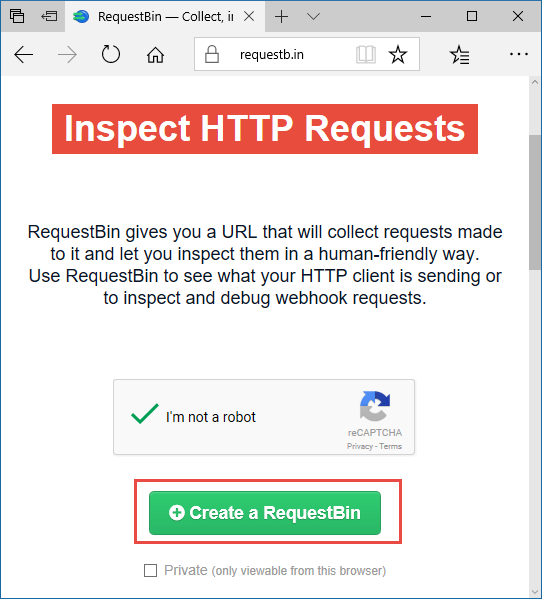 RequestBin — Collect, in
requestb.in
Inspect HTTP Requests
RequestBin gives you a URL that will collect requests made
to it and let you inspect them in a human-friendly way.
Use RequestBin to see what your HTTP client is sending or
to inspect and debug webhook requests.
I'm not a robot
reCAPTCHA
Privacy - Terms
Create a RequestBin
Private (only viewable from this browser)